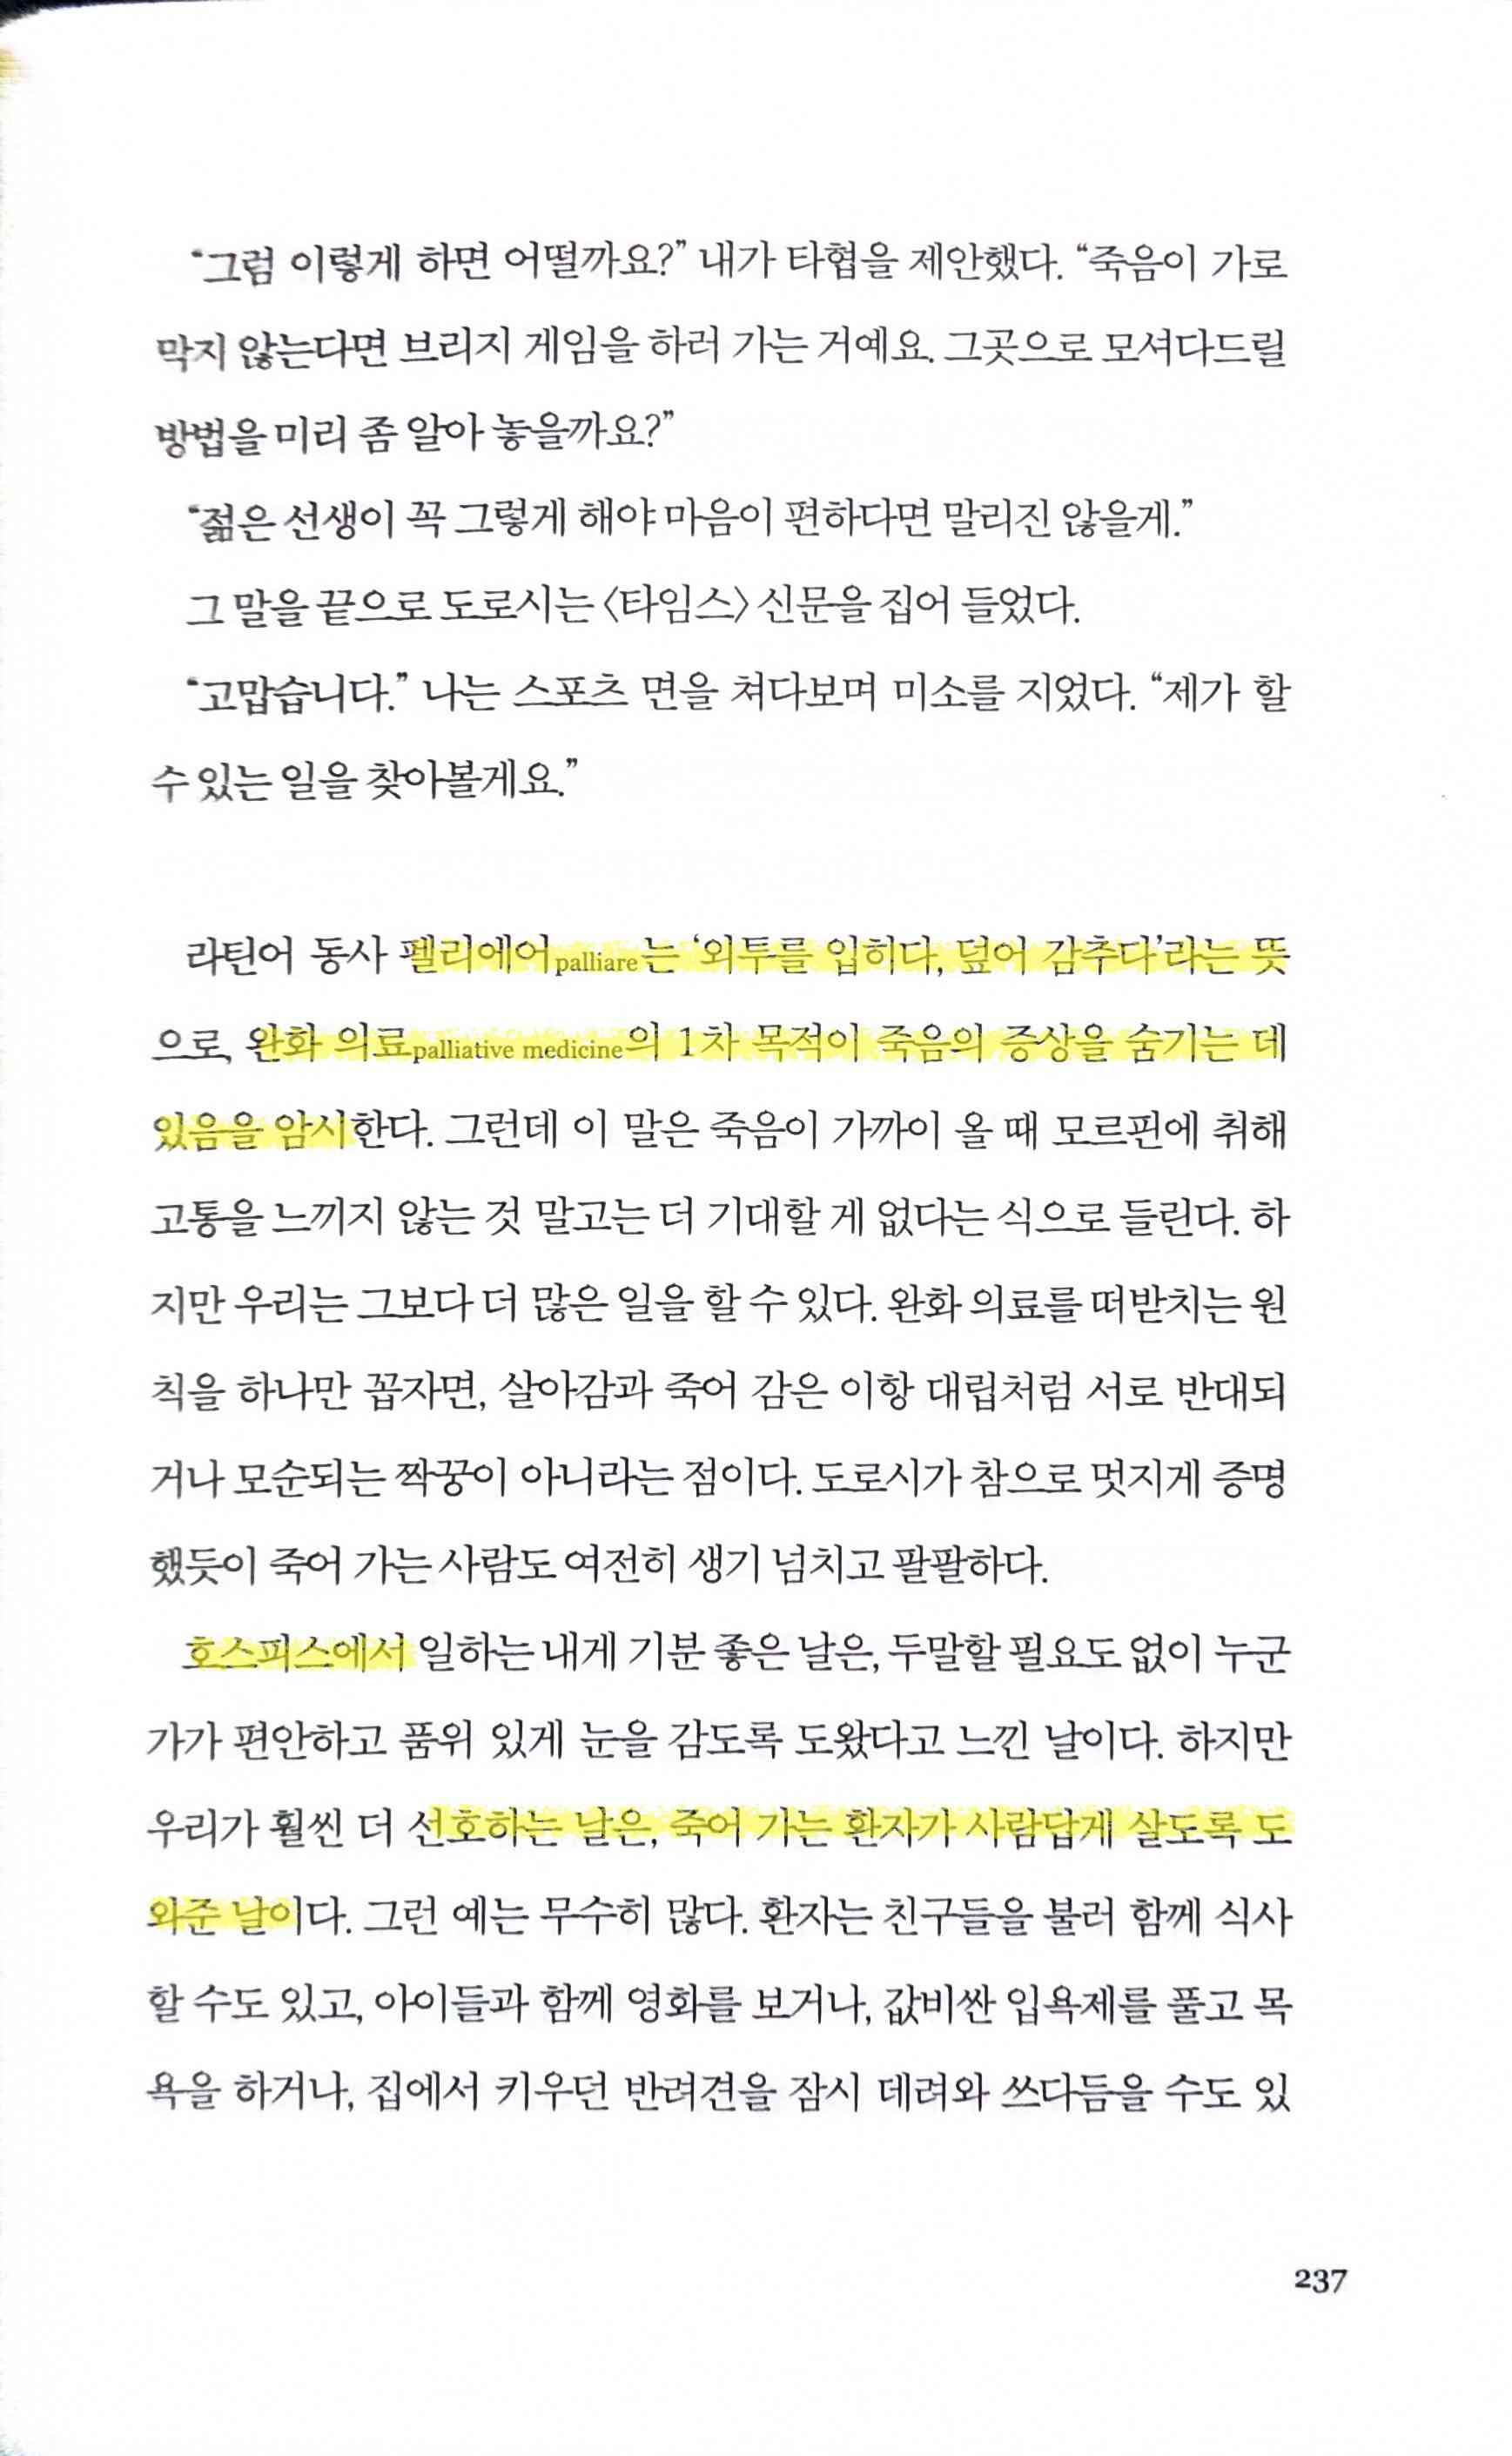 “그럼 이렇게 하면 어떨까요?” 내가 타협을 제안했다. “죽음이 가로
막지 않는다면 브리지 게임을 하러 가는 거예요. 그곳으로 모셔다드릴
방법을 미리 좀 알아 놓을까요?”
“젊은 선생이 꼭 그렇게 해야 마음이 편하다면 말리진 않을게.”
그 말을 끝으로 도로시는 〈타임스〉 신문을 집어 들었다.
“고맙습니다.” 나는 스포츠 면을 쳐다보며 미소를 지었다. “제가 할
수 있는 일을 찾아볼게요.”
라틴어 동사 펠리에어palliare는 ‘외투를 입히다, 덮어 감추다’라는 뜻
으로, 완화 의료palliative medicine의 1차 목적이 죽음의 증상을 숨기는 데
있음을 암시한다. 그런데 이 말은 죽음이 가까이 올 때 모르핀에 취해
고통을 느끼지 않는 것 말고는 더 기대할 게 없다는 식으로 들린다. 하
지만 우리는 그보다 더 많은 일을 할 수 있다. 완화 의료를 떠받치는 원
칙을 하나만 꼽자면, 살아감과 죽어 감은 이항 대립처럼 서로 반대되
거나 모순되는 짝꿍이 아니라는 점이다. 도로시가 참으로 멋지게 증명
했듯이 죽어 가는 사람도 여전히 생기 넘치고 팔팔하다.
호스피스에서 일하는 내게 기분 좋은 날은, 두말할 필요도 없이 누군
가가 편안하고 품위 있게 눈을 감도록 도왔다고 느낀 날이다. 하지만
우리가 훨씬 더 선호하는 날은, 죽어 가는 환자가 사람답게 살도록 도
와준 날이다. 그런 예는 무수히 많다. 환자는 친구들을 불러 함께 식사
할 수도 있고, 아이들과 함께 영화를 보거나, 값비싼 입욕제를 풀고 목
욕을 하거나, 집에서 키우던 반려견을 잠시 데려와 쓰다듬을 수도 있
237